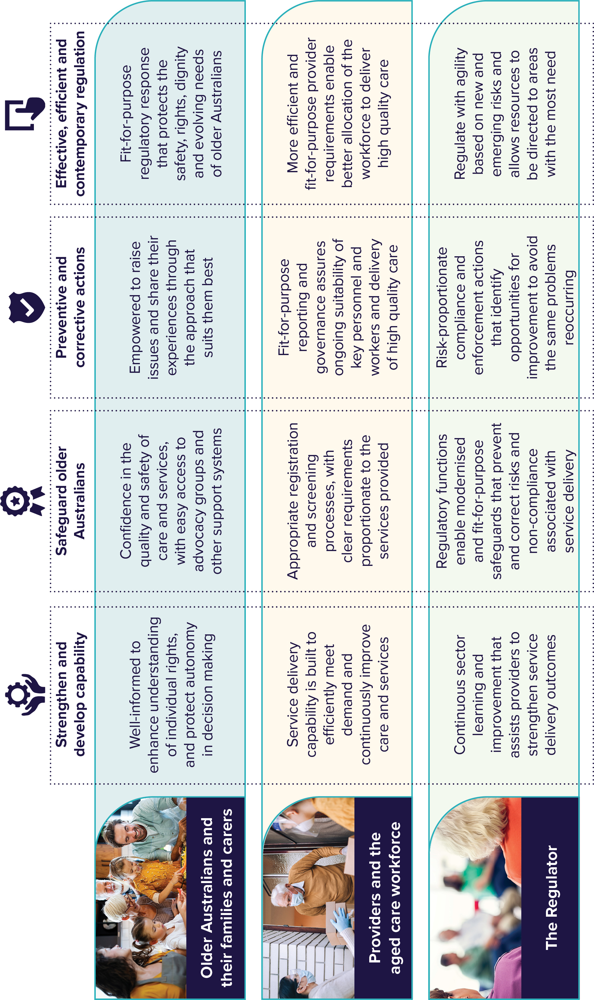 Strengthen and
develop capability
Safeguard older
Australians
Preventive and
corrective actions
Effective, efficient and
contemporary regulation
Older Australians and
their families and carers
Well-informed to
enhance understanding
of individual rights,
and protect autonomy
in decision making
Confidence in the
quality and safety of
care and services,
with easy access to
advocacy groups and
other support systems
Empowered to raise
issues and share their
experiences through
the approach that
suits them best
Fit-for-purpose
regulatory response
that protects the
safety, rights, dignity
and evolving needs
of older Australians
Providers and the
aged care workforce
Service delivery
capability is built to
efficiently meet
demand and
continuously improve
care and services
Appropriate registration
and screening
processes, with
clear requirements
proportionate to the
services provided
Fit-for-purpose
reporting and
governance assures
ongoing suitability of
key personnel and
workers and delivery
of high quality care
More efficient and
fit-for-purpose provider
requirements enable
better allocation of the
workforce to deliver
high quality care
The Regulator
Continuous sector
learning and
improvement that
assists providers to
strengthen service
delivery outcomes
Regulatory functions
enable modernised
and fit-for-purpose
safeguards that prevent
and correct risks and
non-compliance
associated with
service delivery
Risk-proportionate
compliance and
enforcement actions
that identify
opportunities for
improvement to avoid
the same problems
reoccurring
Regulate with agility
based on new and
emerging risks and
allows resources to
be directed to areas
with the most need